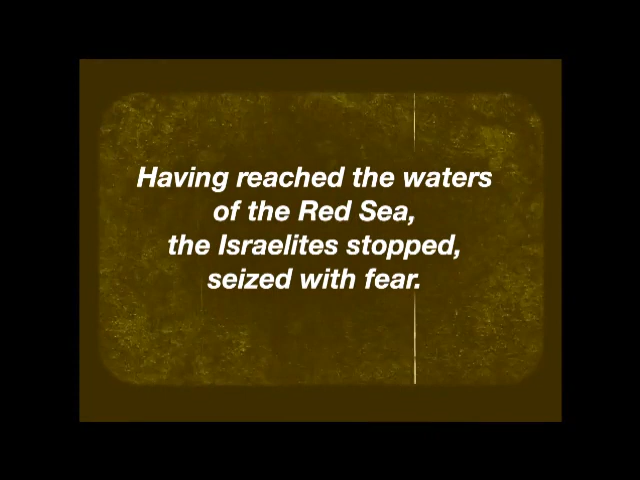 Having reached the waters
of the Red Sea,
the Israelites stopped,
seized with fear.